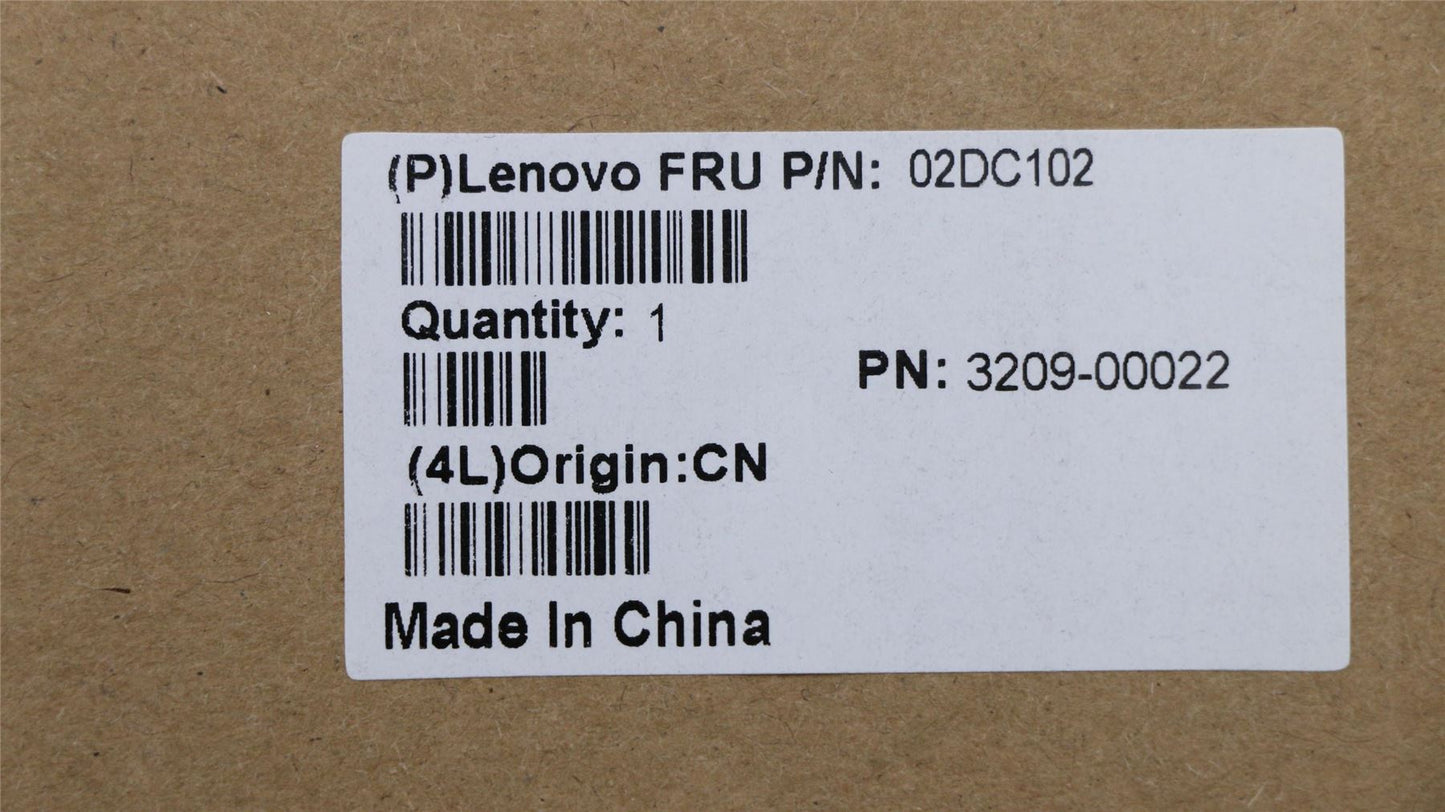 (P)Lenovo FRU P/N: 02DC102
Quantity: 1
PN: 3209-00022
(4L)Origin:CN
Made In China